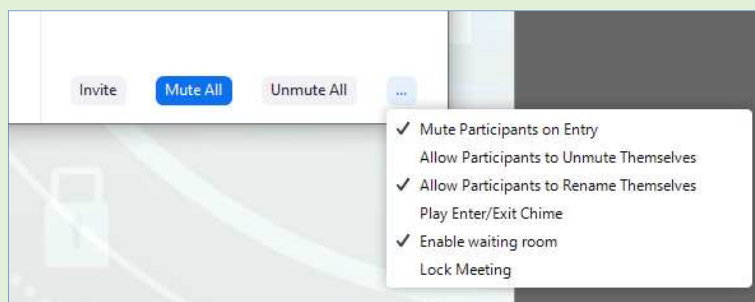 Invite Mute All Unmute All ...
Mute Participants on Entry
Allow Participants to Unmute Themselves
Allow Participants to Rename Themselves
Play Enter/Exit Chime
Enable waiting room
Lock Meeting